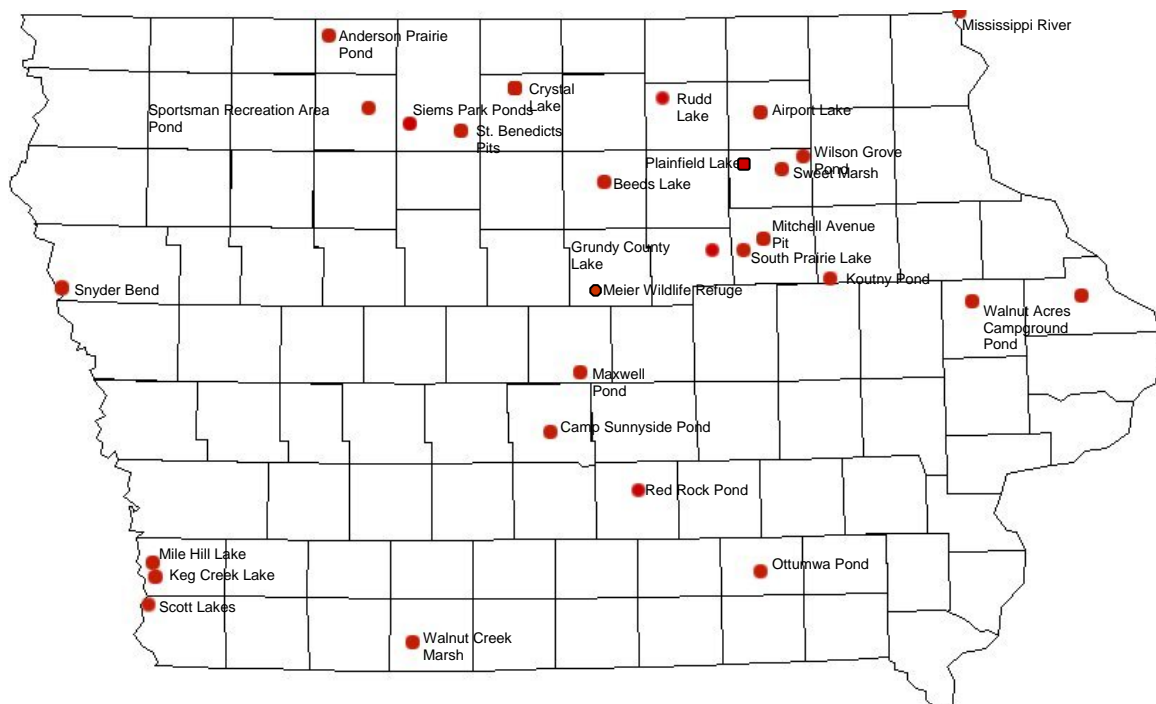 Mississippi River
Anderson Prairie
Pond
Crystal
Lake
Sportsman Recreation Area
Pond
Siems Park Ponds
St. Benedicts
Pits
Rudd
Lake
Airport Lake
Plainfield Lake
Wilson Grove
Pond
Sweet Marsh
Beeds Lake
Mitchell Avenue
Pit
Grundy County
Lake
South Prairie Lake
Snyder Bend
Meier Wildlife Refuge
Koutny Pond
Walnut Acres
Campground
Pond
Maxwell
Pond
Camp Sunnyside Pond
Red Rock Pond
Mile Hill Lake
Keg Creek Lake
Ottumwa Pond
Scott Lakes
Walnut Creek
Marsh